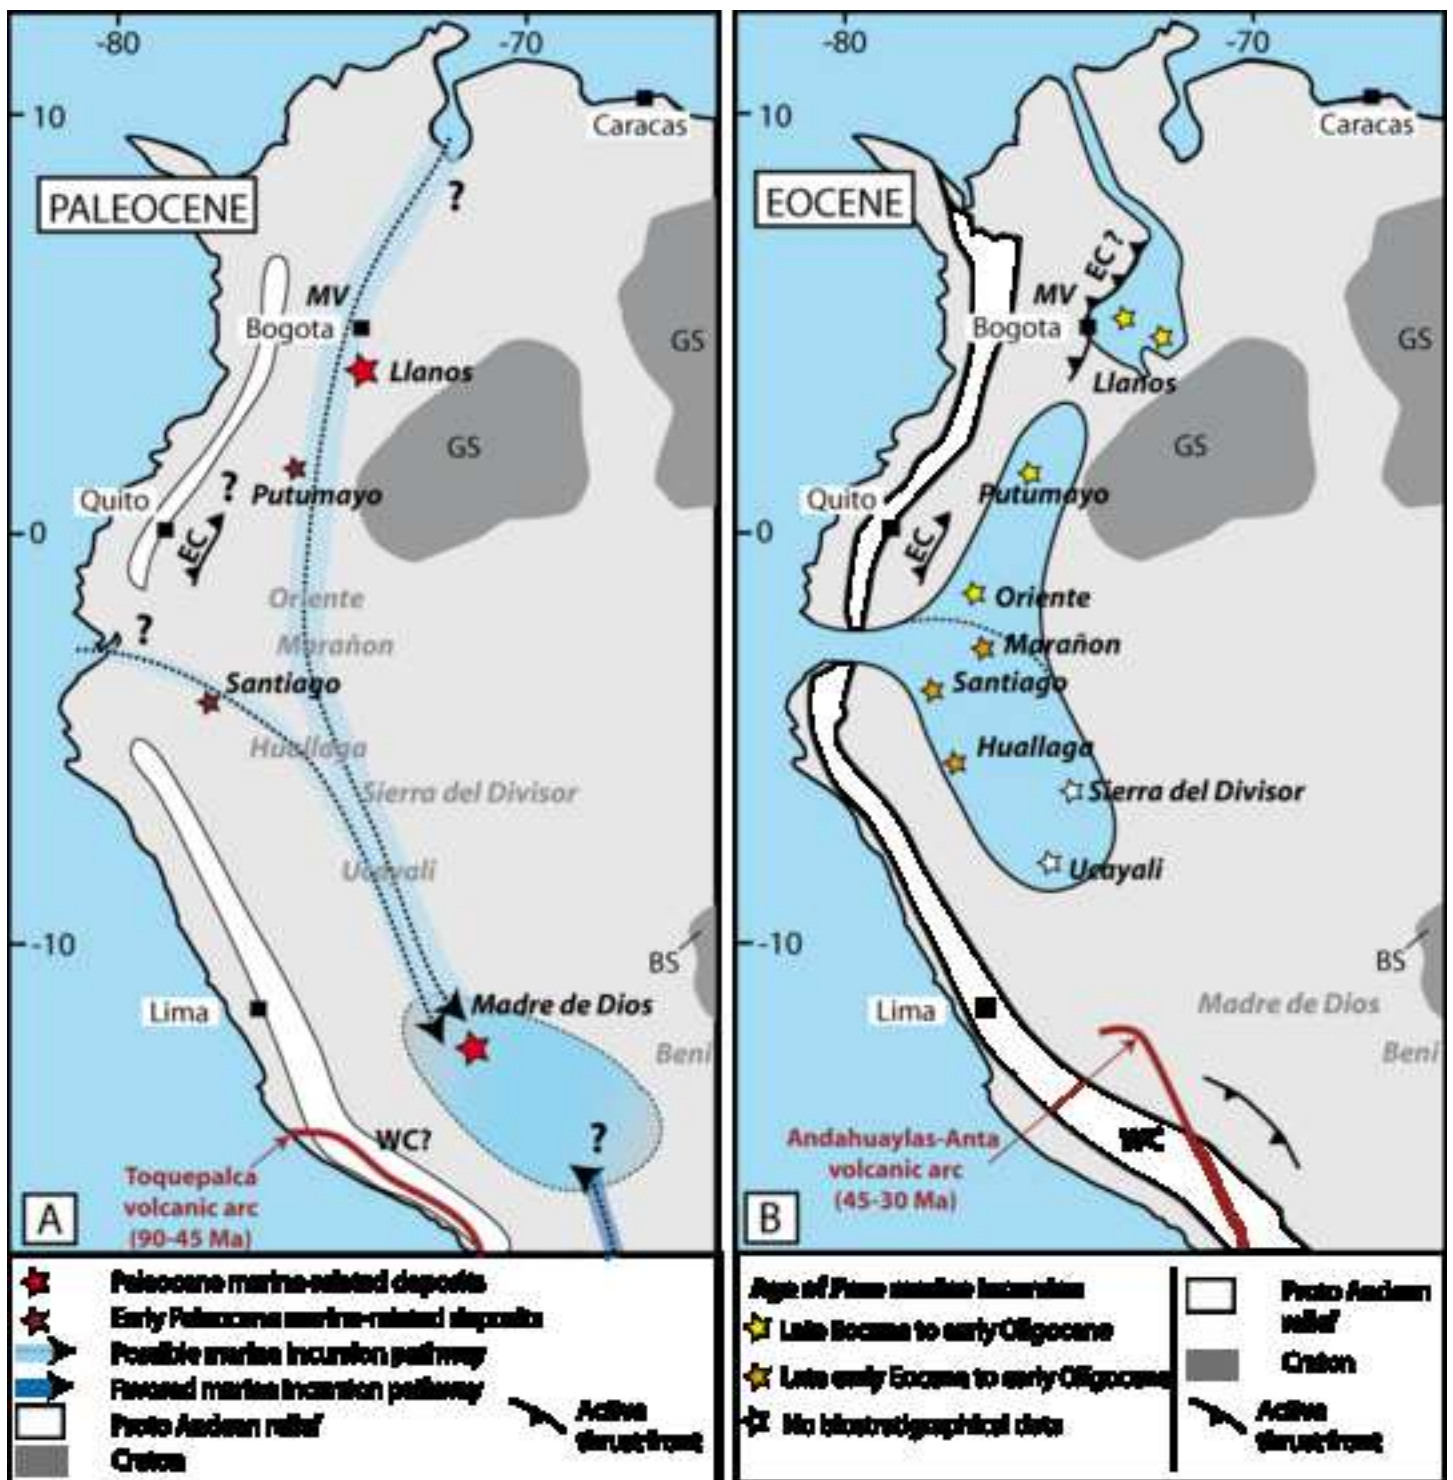 -80
-70
10
Caracas
PALEOCENE
?
MV
Bogota
GS
Llanos
GS
?
Quito
Putumayo
0
EC
Oriente
?
Marañon
Santiago
Huallaga
Sierra del Divisor
Ucayali
-10
BS
Lima
Madre de Dios
Beni
?
WC?
Toquepalca
volcanic arc
(90-45 Ma)
A
Paleocene marine-related deposits
Early Paleocene marine-related deposits
Possible marine incursion pathway
Favored marine incursion pathway
Proto Andean relief
Craton
Active
thrust front
-80
-70
10
Caracas
EOCENE
EC?
MV
Bogota
GS
Llanos
GS
Quito
Putumayo
0
EC
Oriente
Marañon
Santiago
Huallaga
Sierra del Divisor
Ucayali
-10
BS
Lima
Madre de Dios
Beni
Andahuaylas-Anta
volcanic arc
(45-30 Ma)
WC
B
Age of Pozo marine incursion
Late Eocene to early Oligocene
Late early Eocene to early Oligocene
No biostratigraphical data
Proto Andean
relief
Craton
Active
thrust front